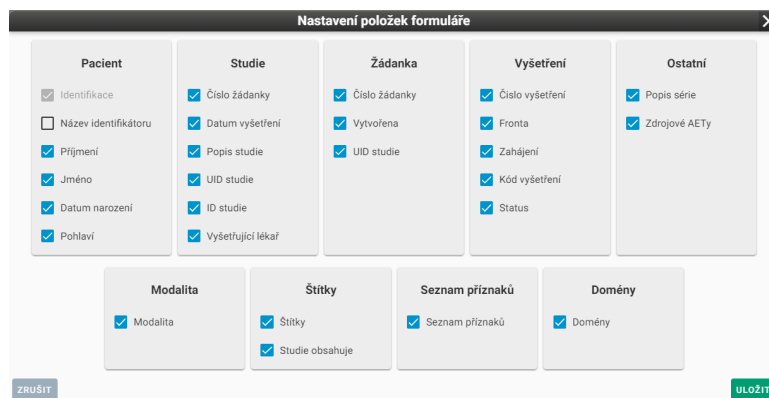 Nastavení položek formuláře
Pacient
Identifikace
Název identifikátoru
Příjmení
Jméno
Datum narození
Pohlaví
Studie
Číslo žádanky
Datum vyšetření
Popis studie
UID studie
ID studie
Vyšetřující lékař
Žádanka
Číslo žádanky
Vytvořena
UID studie
Vyšetření
Čislo vyšetření
Fronta
Zahájení
Kód vyšetření
Status
Ostatní
Popis série
Zdrojové AETy
Modalita
Modalita
Štítky
Štítky
Studie obsahuje
Seznam příznaků
Seznam příznaků
Domény
Domény
ZRUŠIT
ULOŽIT